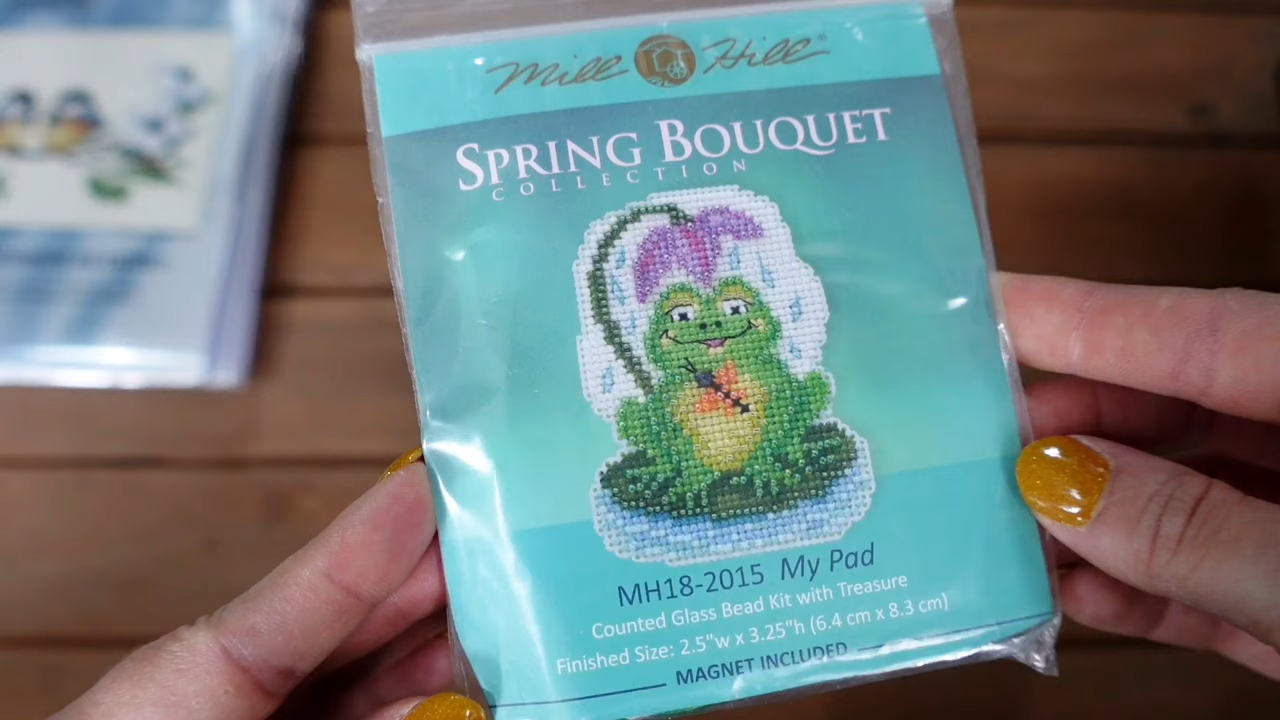 Mill Hill®
SPRING BOUQUET
COLLECTION
MH18-2015 My Pad
Counted Glass Bead Kit with Treasure
Finished Size: 2.5"w x 3.25"h (6.4 cm x 8.3 cm)
MAGNET INCLUDED